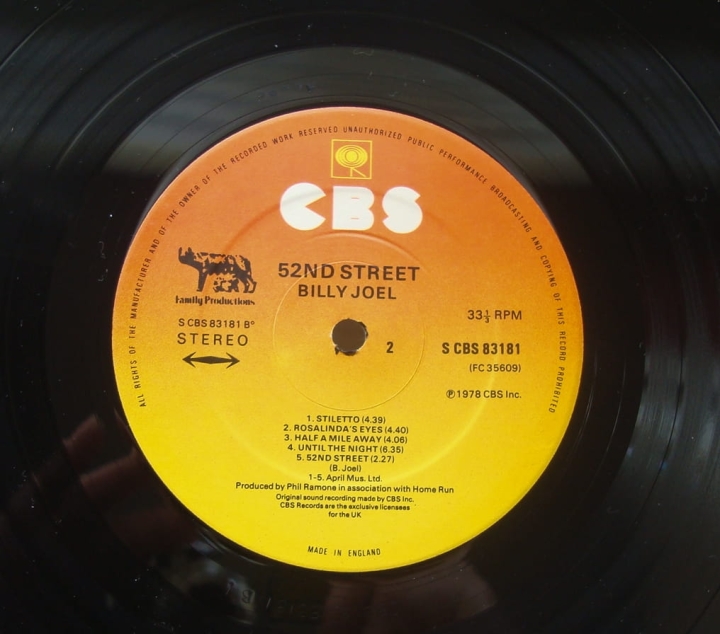 ALL RIGHTS OF THE MANUFACTURER AND OF THE OWNER OF THE RECORDED WORK RESERVED UNAUTHORIZED PUBLIC PERFORMANCE BROADCASTING AND COPYING OF THIS RECORD PROHIBITED
CBS
52ND STREET
BILLY JOEL
Family Productions
S CBS 83181 B°
STEREO
33⅓ RPM
2
S CBS 83181
(FC 35609)
℗ 1978 CBS Inc.
1. STILETTO (4.39)
2. ROSALINDA'S EYES (4.40)
3. HALF A MILE AWAY (4.06)
4. UNTIL THE NIGHT (6.35)
5. 52ND STREET (2.27)
(B. Joel)
1-5. April Mus. Ltd.
Produced by Phil Ramone in association with Home Run
Original sound recording made by CBS Inc.
CBS Records are the exclusive licensees
for the UK
MADE IN ENGLAND